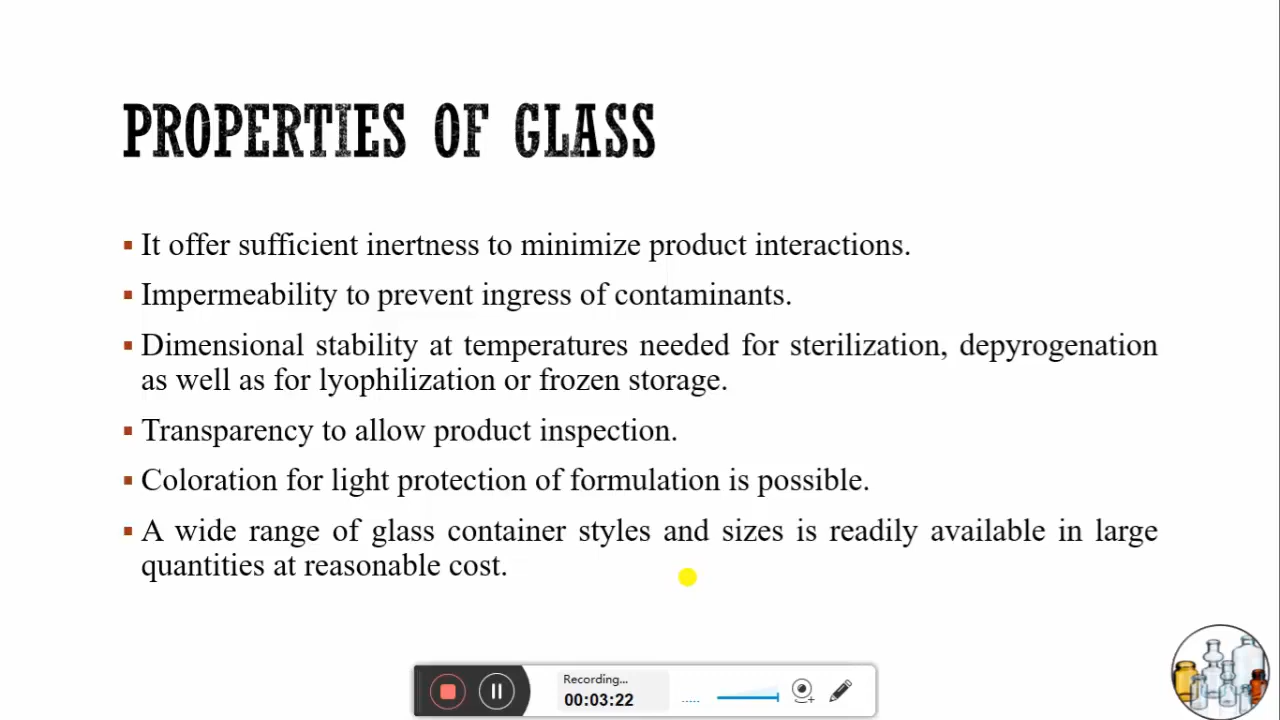 PROPERTIES OF GLASS
▪ It offer sufficient inertness to minimize product interactions.
▪ Impermeability to prevent ingress of contaminants.
▪ Dimensional stability at temperatures needed for sterilization, depyrogenation
as well as for lyophilization or frozen storage.
▪ Transparency to allow product inspection.
▪ Coloration for light protection of formulation is possible.
▪ A wide range of glass container styles and sizes is readily available in large
quantities at reasonable cost.
Recording...
00:03:22